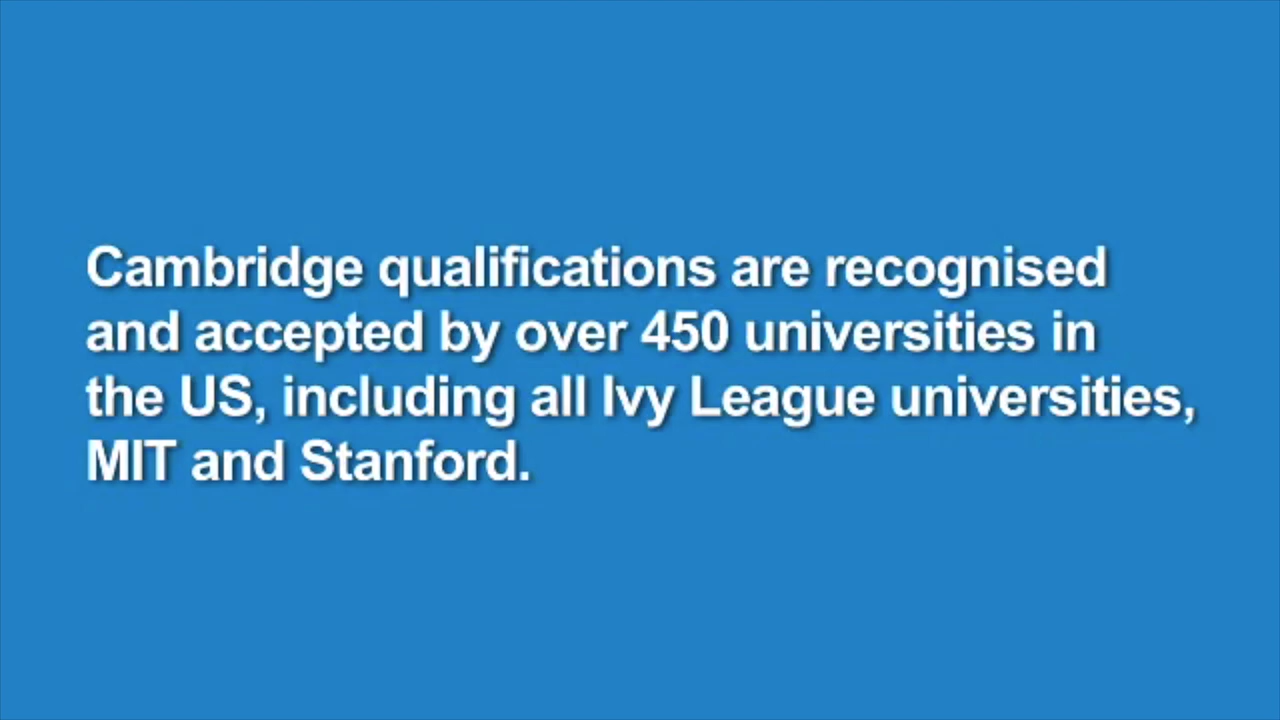 Cambridge qualifications are recognised
and accepted by over 450 universities in
the US, including all Ivy League universities,
MIT and Stanford.